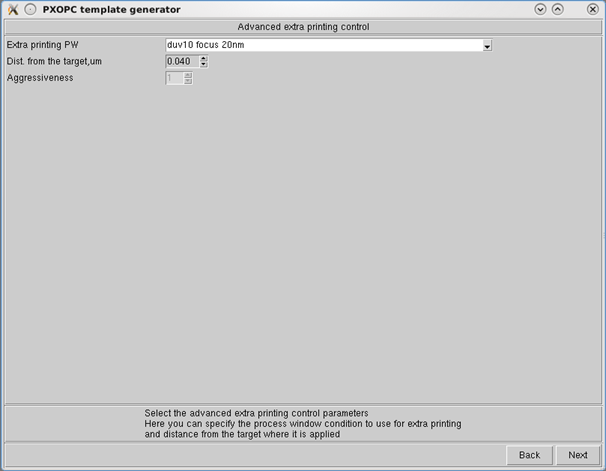 PXOPC template generator
Advanced extra printing control
Extra printing PW duv10 focus 20nm
Dist. from the target,um 0.040
Aggressiveness 1
Select the advanced extra printing control parameters
Here you can specify the process window condition to use for extra printing
and distance from the target where it is applied
Back Next